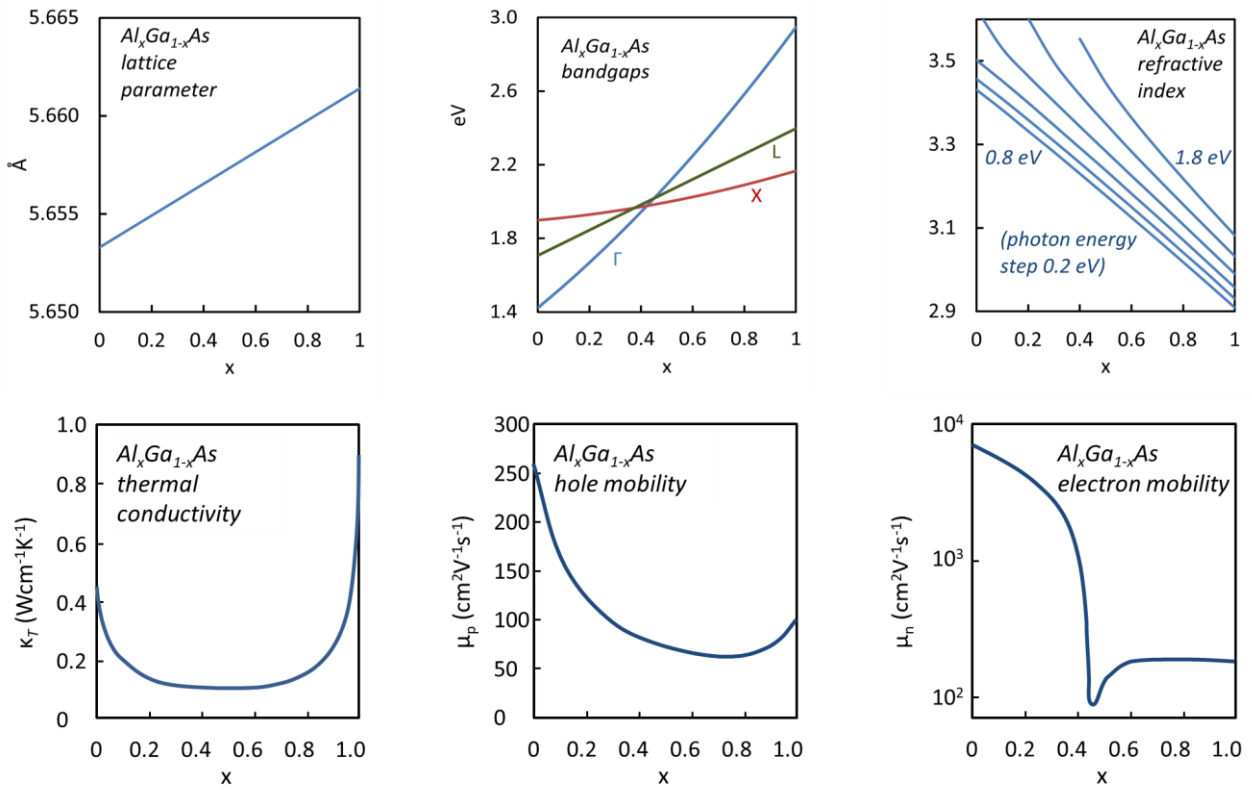 5.665
5.660
5.655
5.650
Å
AlₓGa₁₋ₓAs
lattice
parameter
0 0.2 0.4 0.6 0.8 1
x
3.0
2.6
2.2
1.8
1.4
eV
AlₓGa₁₋ₓAs
bandgaps
L
X
Γ
0 0.2 0.4 0.6 0.8 1
x
3.5
3.3
3.1
2.9
AlₓGa₁₋ₓAs
refractive
index
0.8 eV
1.8 eV
(photon energy
step 0.2 eV)
0 0.2 0.4 0.6 0.8 1
x
1.0
0.8
0.6
0.4
0.2
0
κ_T (Wcm⁻¹K⁻¹)
AlₓGa₁₋ₓAs
thermal
conductivity
0 0.2 0.4 0.6 0.8 1.0
x
300
250
200
150
100
50
0
μₚ (cm²V⁻¹s⁻¹)
AlₓGa₁₋ₓAs
hole mobility
0 0.2 0.4 0.6 0.8 1.0
x
10⁴
10³
10²
μₙ (cm²V⁻¹s⁻¹)
AlₓGa₁₋ₓAs
electron mobility
0 0.2 0.4 0.6 0.8 1.0
x